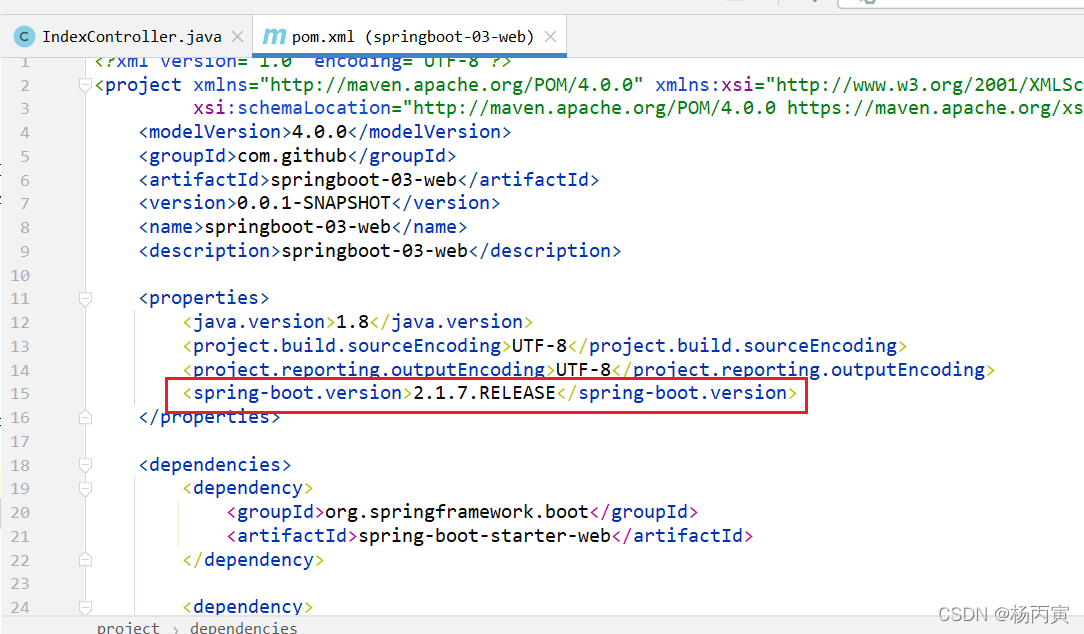 IndexController.java
pom.xml (springboot-03-web)
1 <?xml version="1.0" encoding="UTF-8"?>
2 <project xmlns="http://maven.apache.org/POM/4.0.0" xmlns:xsi="http://www.w3.org/2001/XMLSc
3 xsi:schemaLocation="http://maven.apache.org/POM/4.0.0 https://maven.apache.org/xs
4 <modelVersion>4.0.0</modelVersion>
5 <groupId>com.github</groupId>
6 <artifactId>springboot-03-web</artifactId>
7 <version>0.0.1-SNAPSHOT</version>
8 <name>springboot-03-web</name>
9 <description>springboot-03-web</description>
10
11 <properties>
12 <java.version>1.8</java.version>
13 <project.build.sourceEncoding>UTF-8</project.build.sourceEncoding>
14 <project.reporting.outputEncoding>UTF-8</project.reporting.outputEncoding>
15 <spring-boot.version>2.1.7.RELEASE</spring-boot.version>
16 </properties>
17
18 <dependencies>
19 <dependency>
20 <groupId>org.springframework.boot</groupId>
21 <artifactId>spring-boot-starter-web</artifactId>
22 </dependency>
23
24 <dependency>
project › dependencies
CSDN @杨丙寅